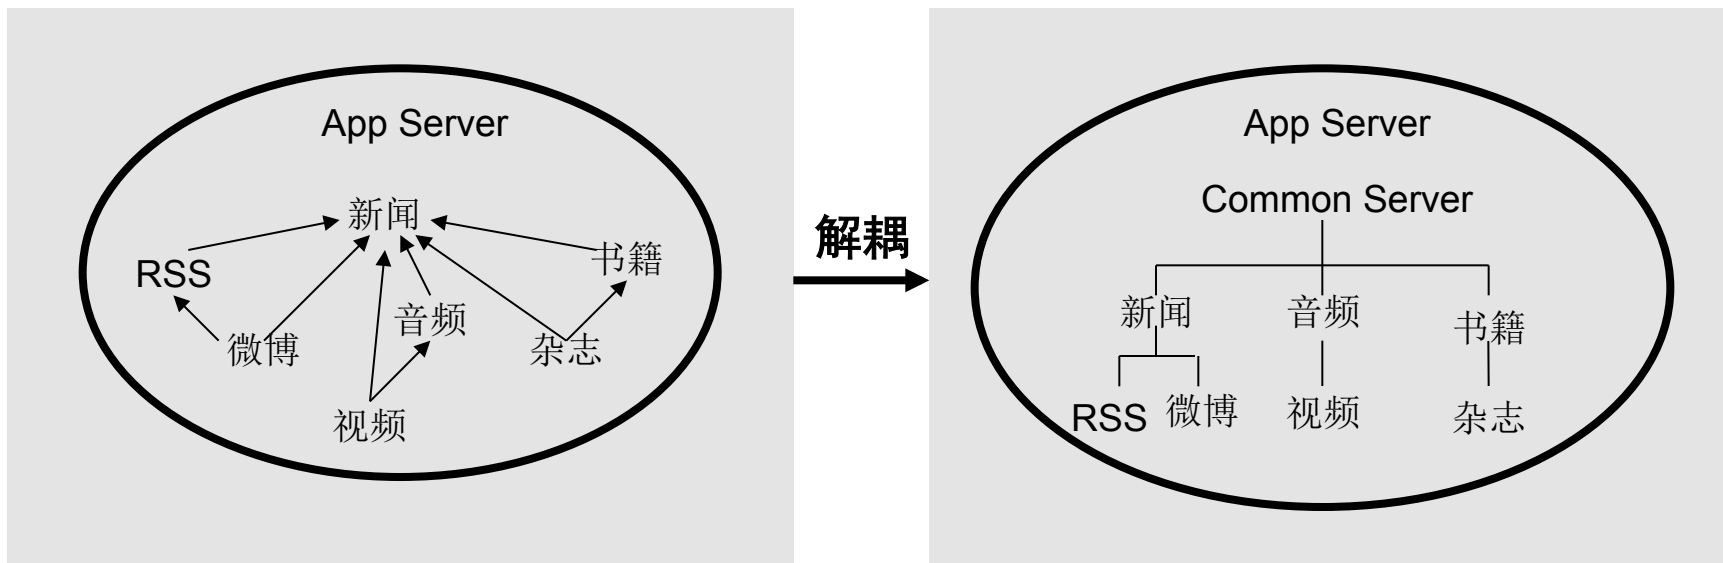 App Server
新闻
RSS
书籍
音频
微博
杂志
视频
解耦
App Server
Common Server
新闻
音频
书籍
RSS
微博
视频
杂志